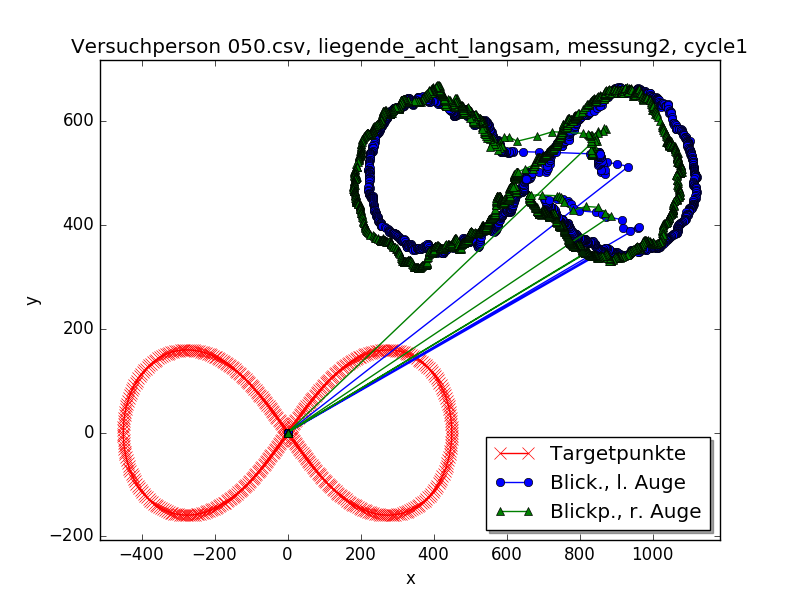 Versuchperson 050.csv, liegende_acht_langsam, messung2, cycle1
y
600
400
200
0
−200
−400
−200
0
200
400
600
800
1000
x
Targetpunkte
Blick., l. Auge
Blickp., r. Auge